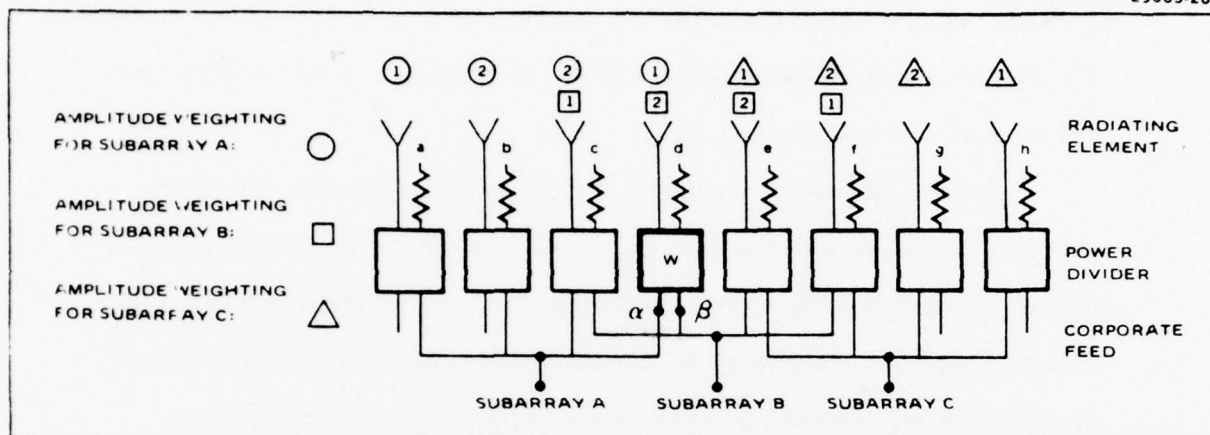 1 2 2 1 1 2 2 1
1 2 2 1
AMPLITUDE WEIGHTING
FOR SUBARRAY A:
a b c d e f g h
RADIATING
ELEMENT
AMPLITUDE WEIGHTING
FOR SUBARRAY B:
W
POWER
DIVIDER
AMPLITUDE WEIGHTING
FOR SUBARRAY C:
α β
CORPORATE
FEED
SUBARRAY A SUBARRAY B SUBARRAY C